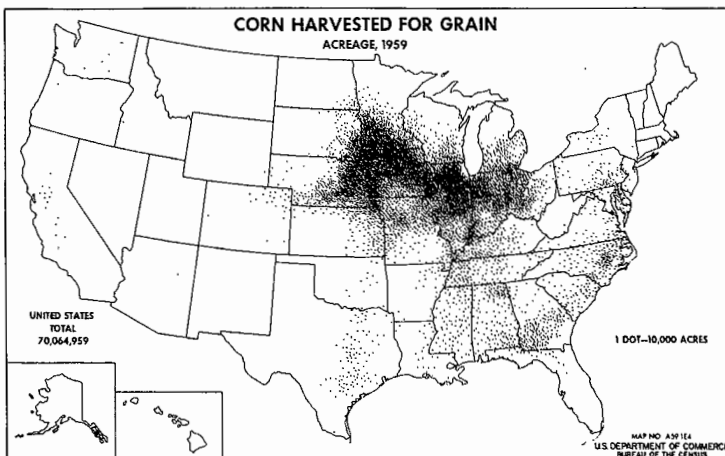 CORN HARVESTED FOR GRAIN
ACREAGE, 1959
UNITED STATES
TOTAL
70,064,959
1 DOT—10,000 ACRES
MAP NO. A59 1E4
U.S. DEPARTMENT OF COMMERCE
BUREAU OF THE CENSUS